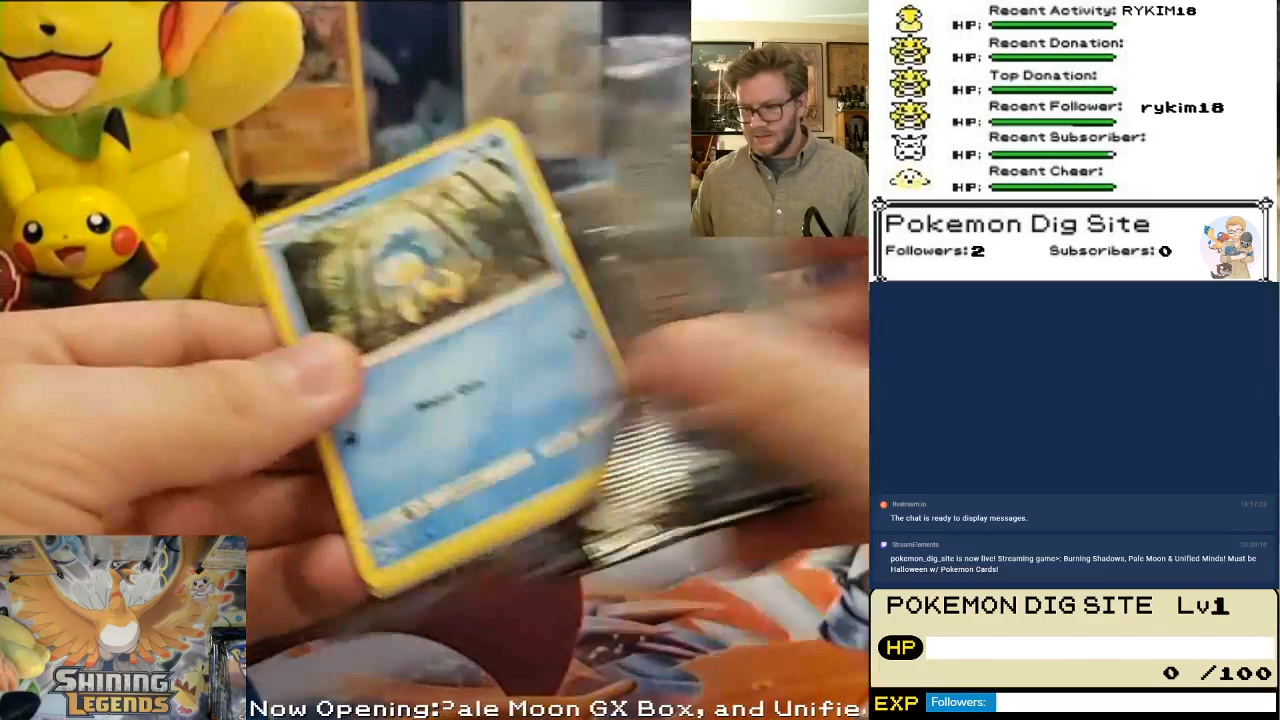 Recent Activity: RYKIM18
HP:
Recent Donation:
HP:
Top Donation:
HP:
Recent Follower: rykim18
HP:
Recent Subscriber:
HP:
Recent Cheer:
HP:
Pokemon Dig Site
Followers: 2 Subscribers: 0
Restream.io
The chat is ready to display messages.
StreamElements
pokemon_dig_site is now live! Streaming game>: Burning Shadows, Pale Moon & Unified Minds! Must be
Halloween w/ Pokemon Cards!
POKEMON DIG SITE Lv1
HP
0 /100
EXP Followers:
SHINING
LEGENDS
Now Opening:Pale Moon GX Box, and Unifie